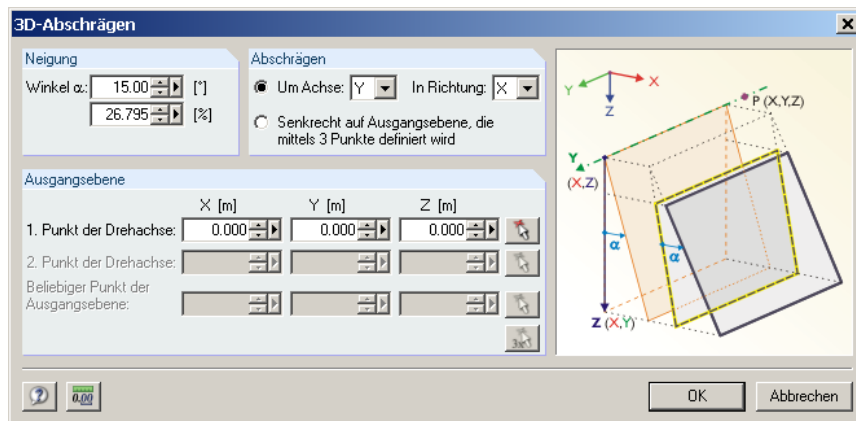 3D-Abschrägen
Neigung
Winkel α: 15.00 [°]
26.795 [%]
Abschrägen
Um Achse: Y In Richtung: X
Senkrecht auf Ausgangsebene, die
mittels 3 Punkte definiert wird
Ausgangsebene
X [m] Y [m] Z [m]
1. Punkt der Drehachse: 0.000 0.000 0.000
2. Punkt der Drehachse:
Beliebiger Punkt der
Ausgangsebene:
3x
Y X
Z
P (X,Y,Z)
Y
(X,Z)
α α
Z (X,Y)
0.00
OK Abbrechen